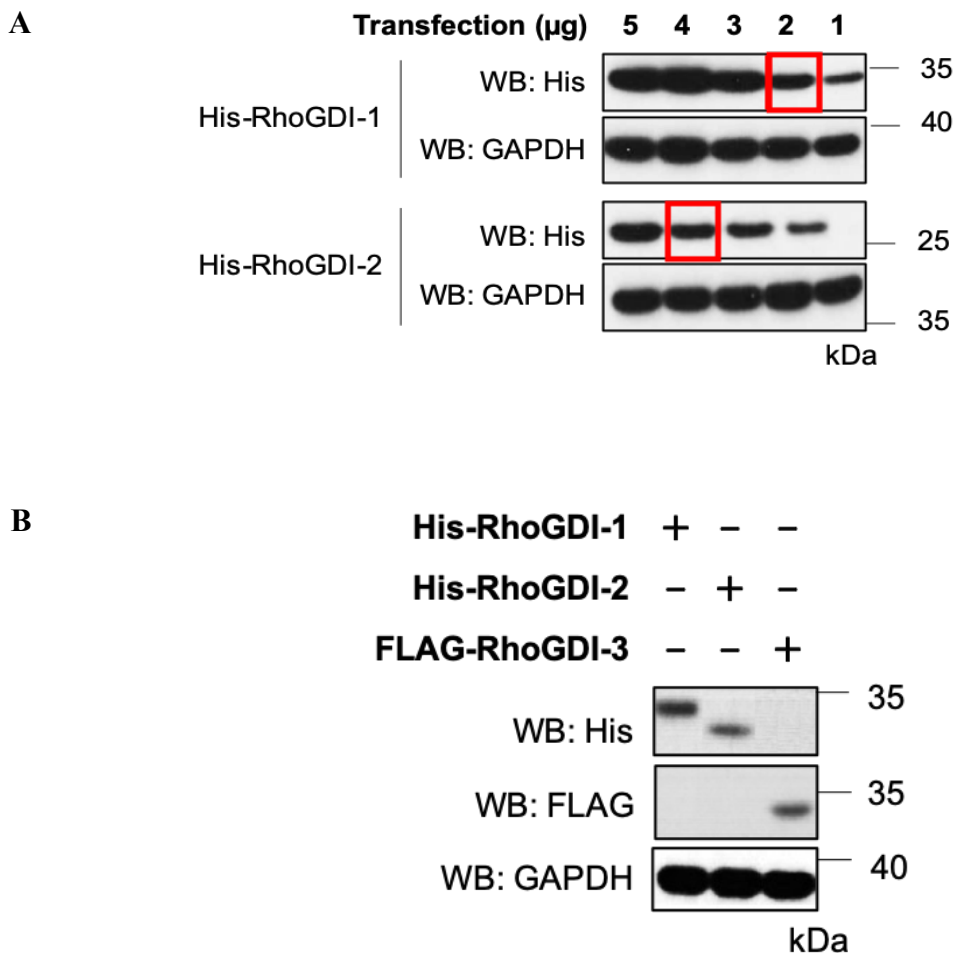 A
Transfection (µg) 5 4 3 2 1
WB: His 35
His-RhoGDI-1
40
WB: GAPDH
WB: His
25
His-RhoGDI-2
WB: GAPDH
35
kDa
B
His-RhoGDI-1 + – –
His-RhoGDI-2 – + –
FLAG-RhoGDI-3 – – +
35
WB: His
35
WB: FLAG
40
WB: GAPDH
kDa